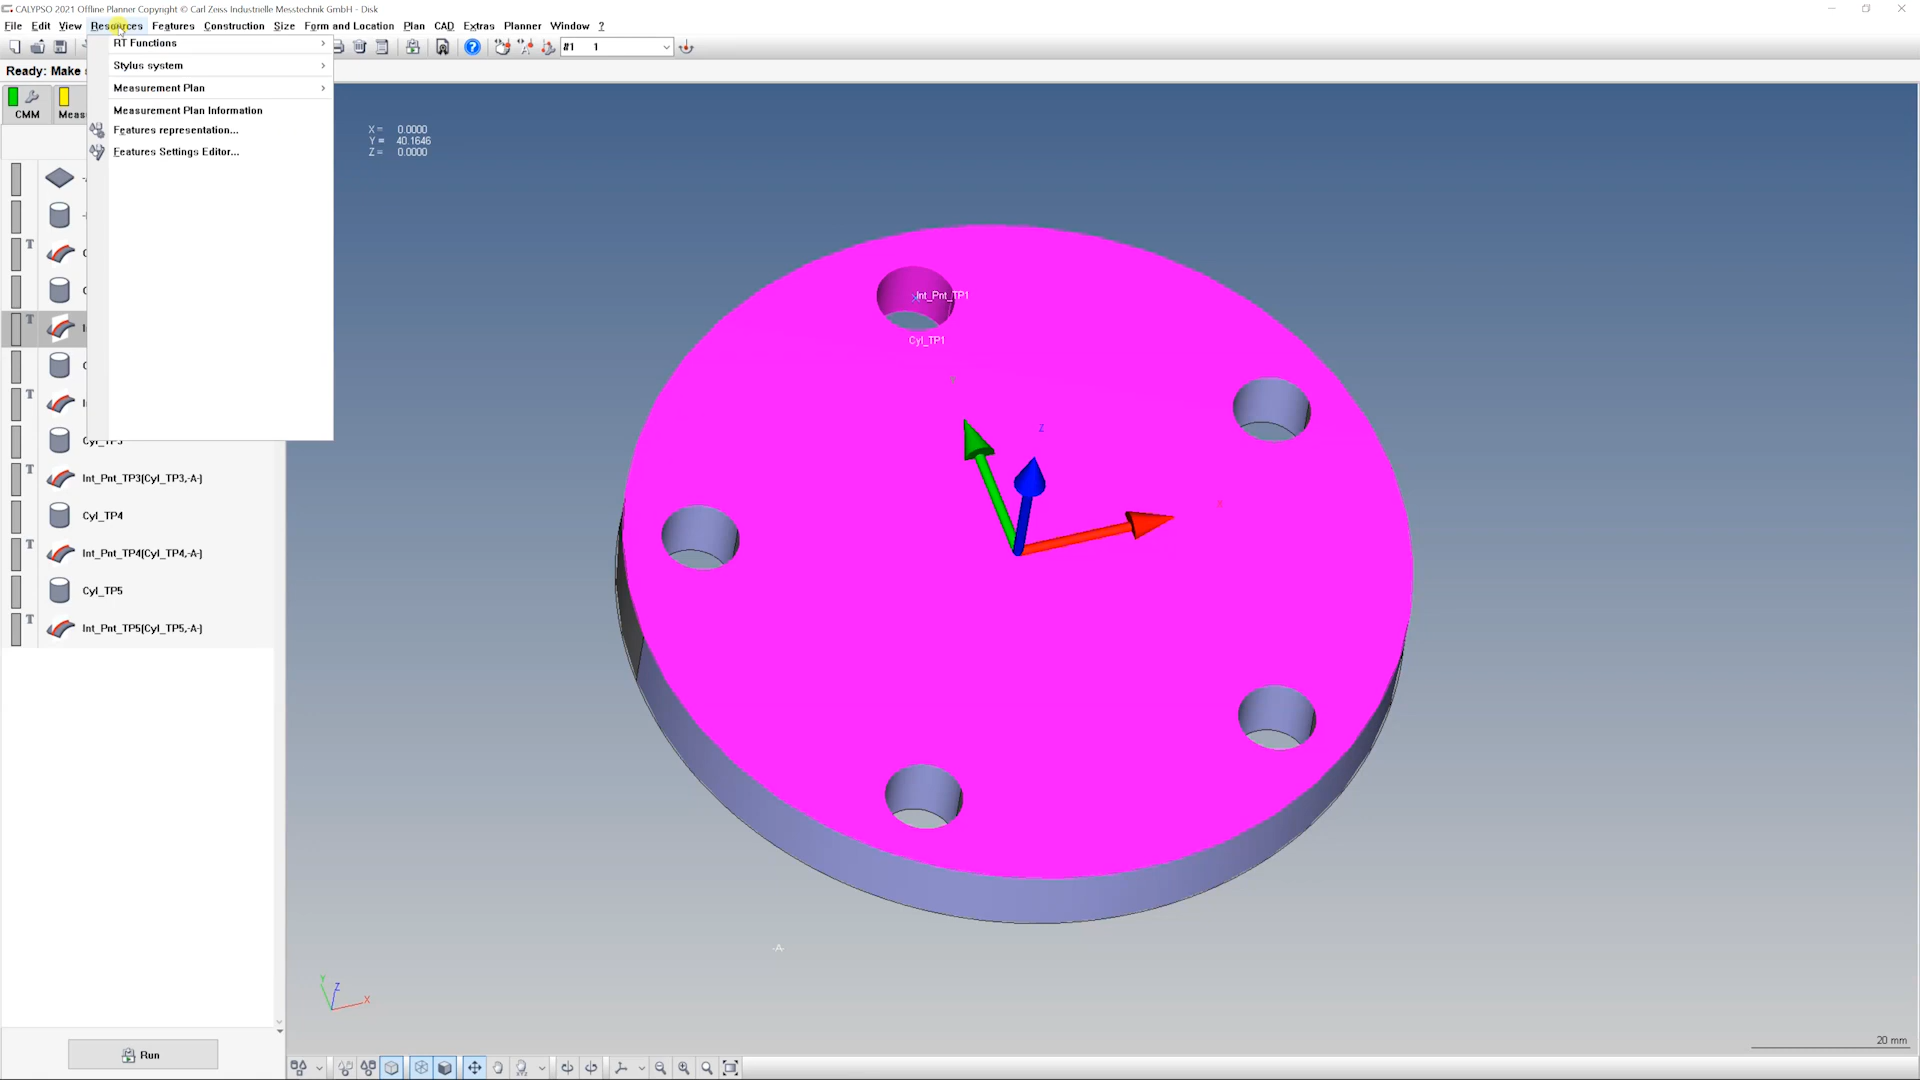 CALYPSO 2021 Offline Planner Copyright © Carl Zeiss Industrielle Messtechnik GmbH - Disk
File Edit View Resources Features Construction Size Form and Location Plan CAD Extras Planner Window ?
RT Functions
#1 1
Stylus system
Ready: Make
Measurement Plan
CMM
Meas
Measurement Plan Information
Features representation...
Features Settings Editor...
X = 0.0000
Y = 40.1646
Z = 0.0000
T
T
T
Cyl_TP3
T Int_Pnt_TP3(Cyl_TP3,-A-)
Cyl_TP4
T Int_Pnt_TP4(Cyl_TP4,-A-)
Cyl_TP5
T Int_Pnt_TP5(Cyl_TP5,-A-)
Int_Pnt_TP1
Cyl_TP1
Y
Z
X
-A-
Y
Z
X
20 mm
Run